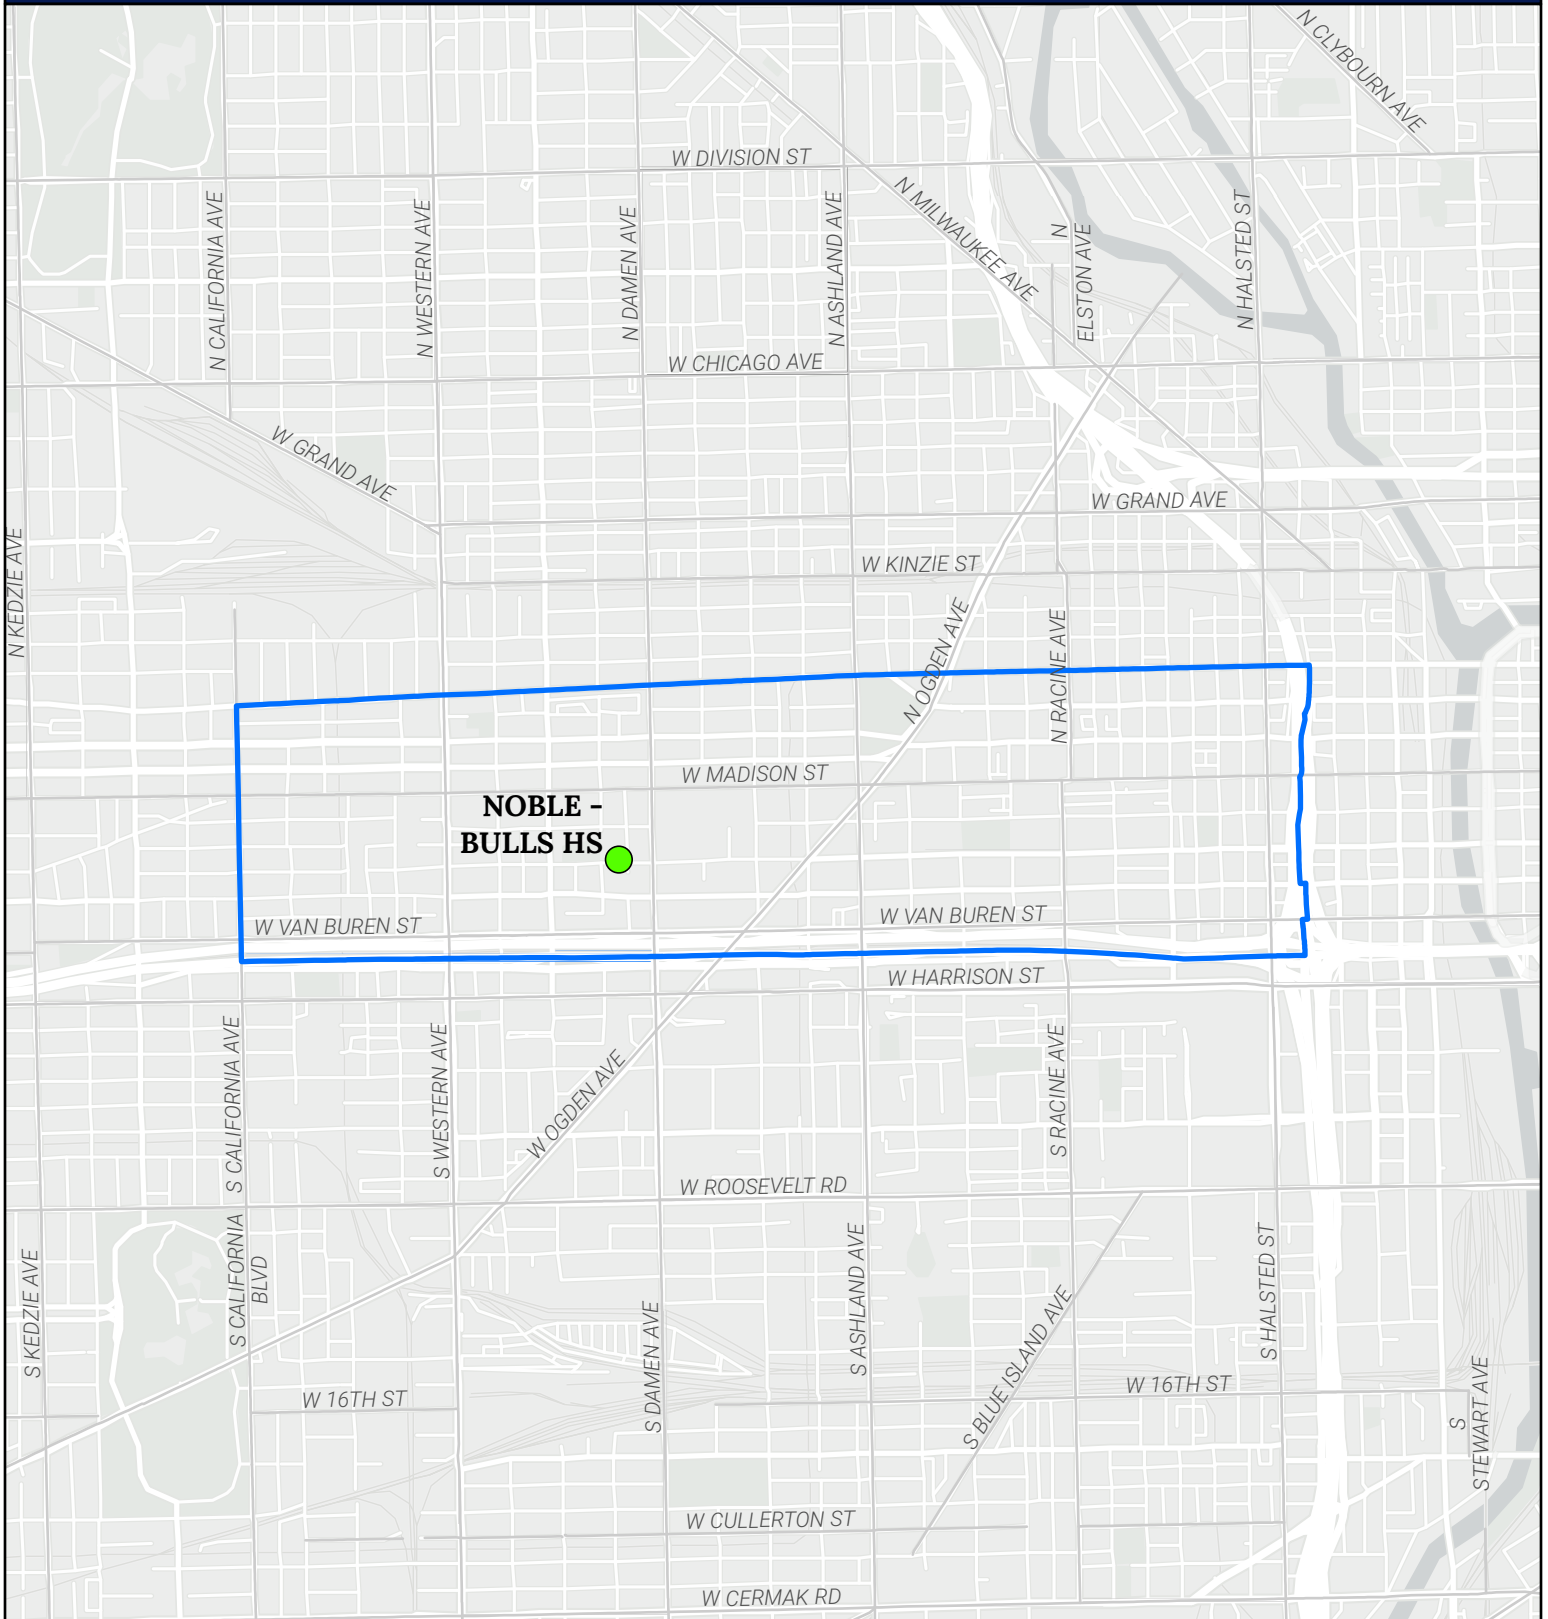 N CLYBOURN AVE
W DIVISION ST
N CALIFORNIA AVE
N WESTERN AVE
N DAMEN AVE
N ASHLAND AVE
N MILWAUKEE AVE
N
ELSTON AVE
N HALSTED ST
W CHICAGO AVE
W GRAND AVE
W GRAND AVE
N KEDZIE AVE
W KINZIE ST
N OGDEN AVE
N RACINE AVE
W MADISON ST
NOBLE -
BULLS HS
W VAN BUREN ST
W VAN BUREN ST
W HARRISON ST
S CALIFORNIA AVE
S WESTERN AVE
W OGDEN AVE
S RACINE AVE
W ROOSEVELT RD
S CALIFORNIA
BLVD
S KEDZIE AVE
S ASHLAND AVE
S HALSTED ST
S DAMEN AVE
S BLUE ISLAND AVE
W 16TH ST
W 16TH ST
S
STEWART AVE
W CULLERTON ST
W CERMAK RD